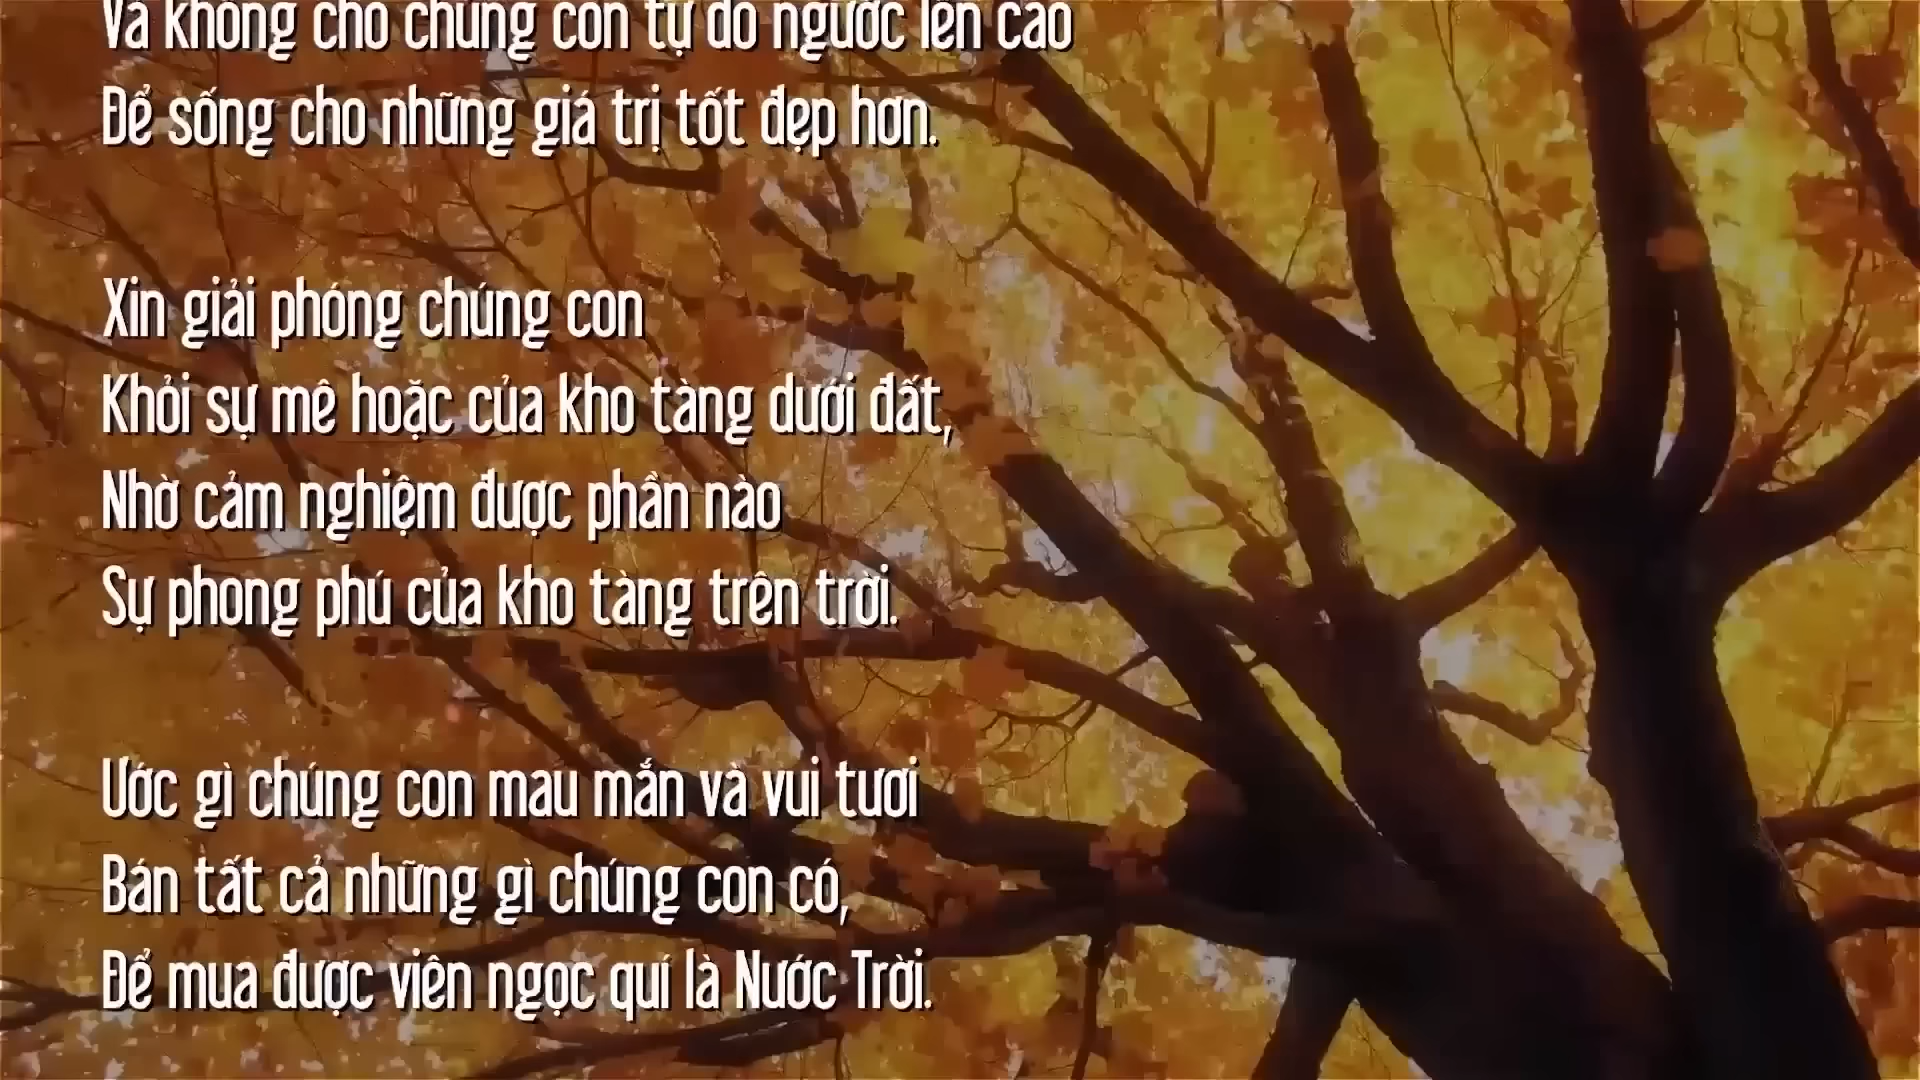 Và không cho chúng con tự do ngước lên cao
Để sống cho những giá trị tốt đẹp hơn.
Xin giải phóng chúng con
Khỏi sự mê hoặc của kho tàng dưới đất,
Nhờ cảm nghiệm được phần nào
Sự phong phú của kho tàng trên trời.
Ước gì chúng con mau mắn và vui tươi
Bán tất cả những gì chúng con có,
Để mua được viên ngọc quí là Nước Trời.